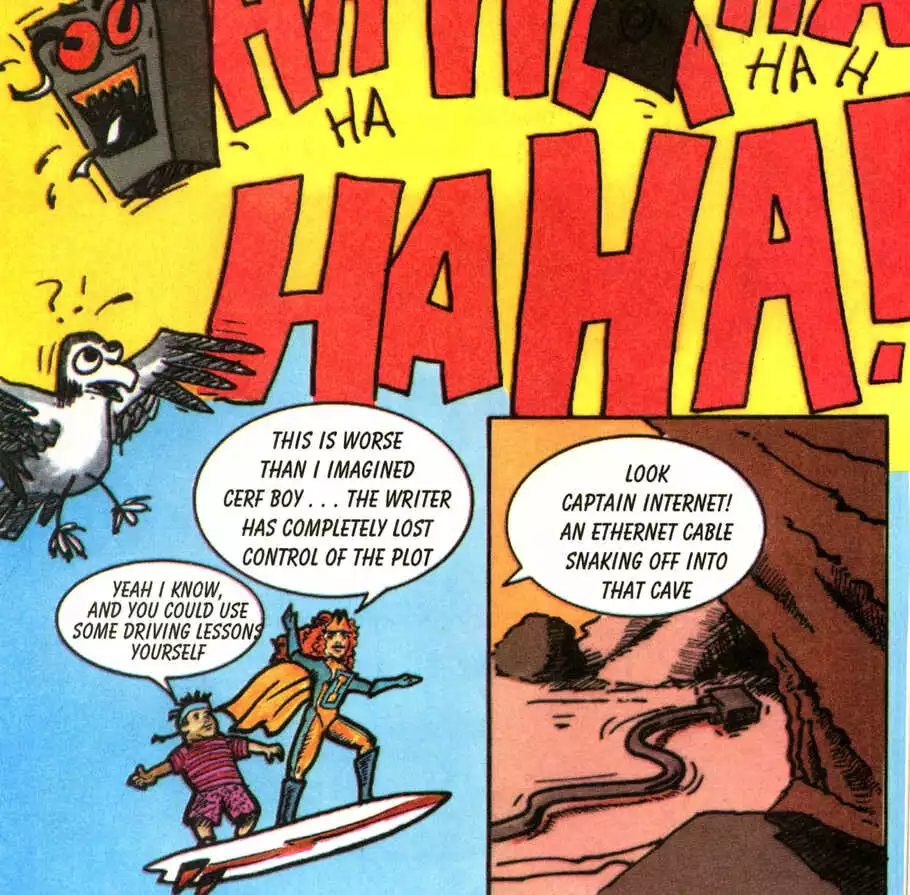 HAHAHA
HA HA
HA
HAHA!
?!
THIS IS WORSE
THAN I IMAGINED
CERF BOY . . . THE WRITER
HAS COMPLETELY LOST
CONTROL OF THE PLOT
YEAH I KNOW,
AND YOU COULD USE
SOME DRIVING LESSONS
YOURSELF
LOOK
CAPTAIN INTERNET!
AN ETHERNET CABLE
SNAKING OFF INTO
THAT CAVE